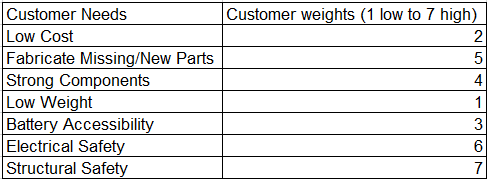 Customer Needs Customer weights (1 low to 7 high)
Low Cost 2
Fabricate Missing/New Parts 5
Strong Components 4
Low Weight 1
Battery Accessibility 3
Electrical Safety 6
Structural Safety 7